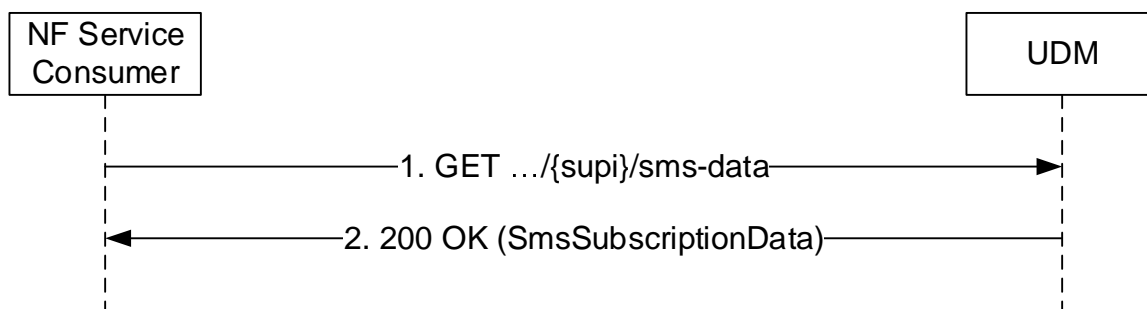 NF Service
Consumer
UDM
1. GET …/{supi}/sms-data
2. 200 OK (SmsSubscriptionData)